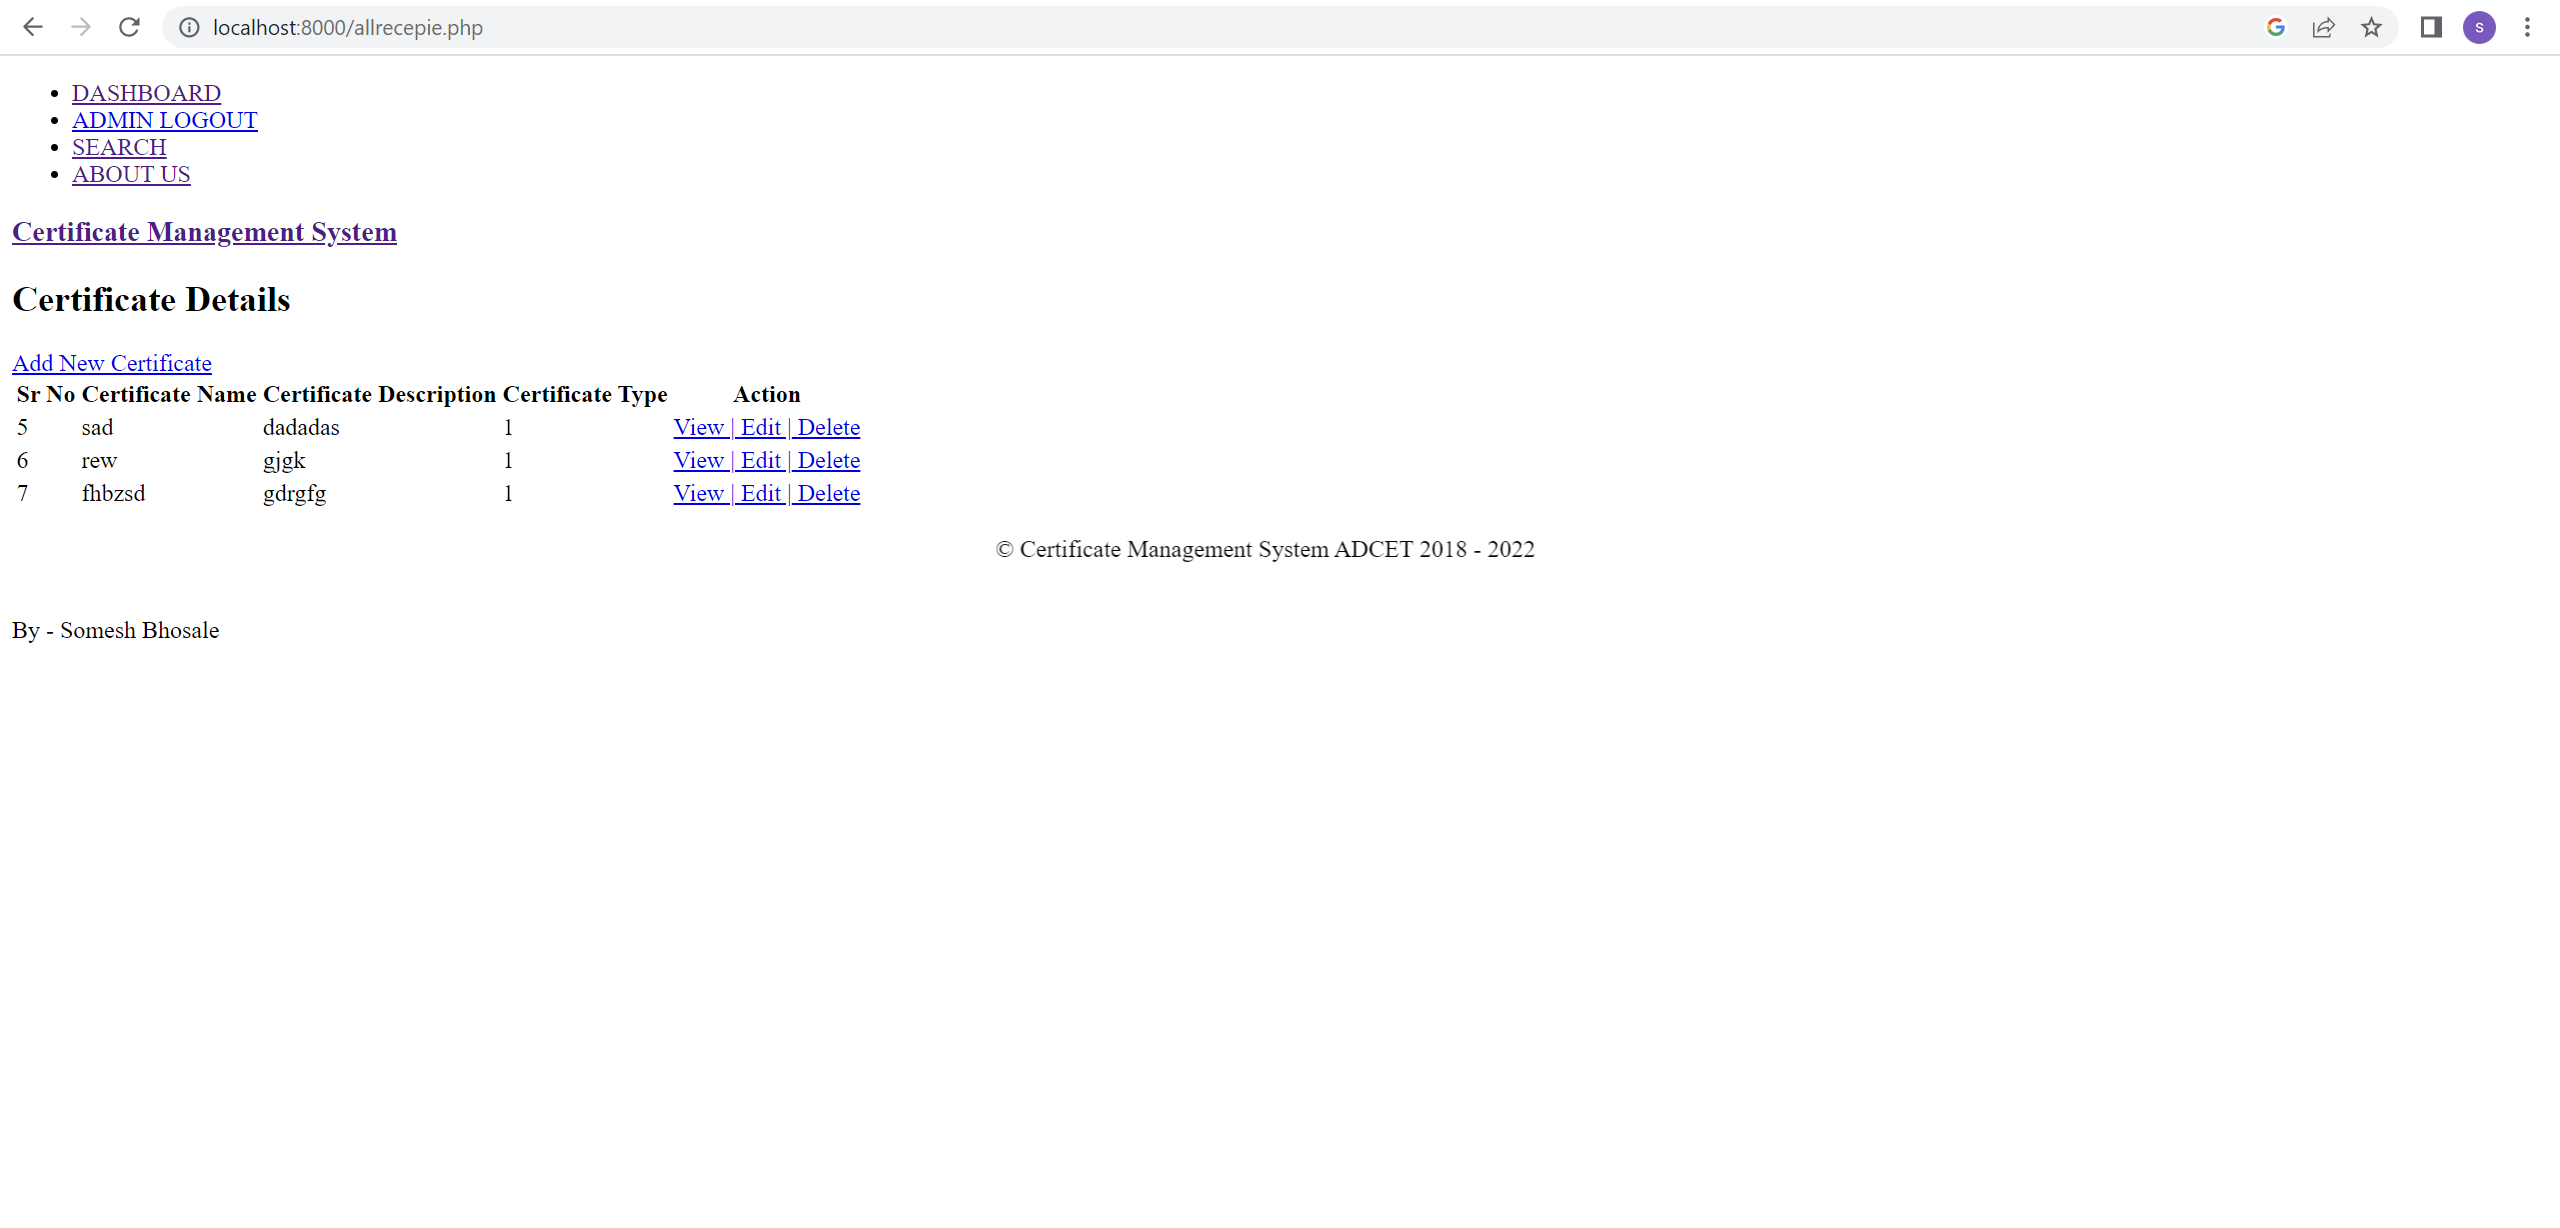 localhost:8000/allrecepie.php
S
DASHBOARD
ADMIN LOGOUT
SEARCH
ABOUT US
Certificate Management System
Certificate Details
Add New Certificate
Sr No Certificate Name Certificate Description Certificate Type Action
5 sad dadadas 1 View | Edit | Delete
6 rew gjgk 1 View | Edit | Delete
7 fhbzsd gdrgfg 1 View | Edit | Delete
© Certificate Management System ADCET 2018 - 2022
By - Somesh Bhosale